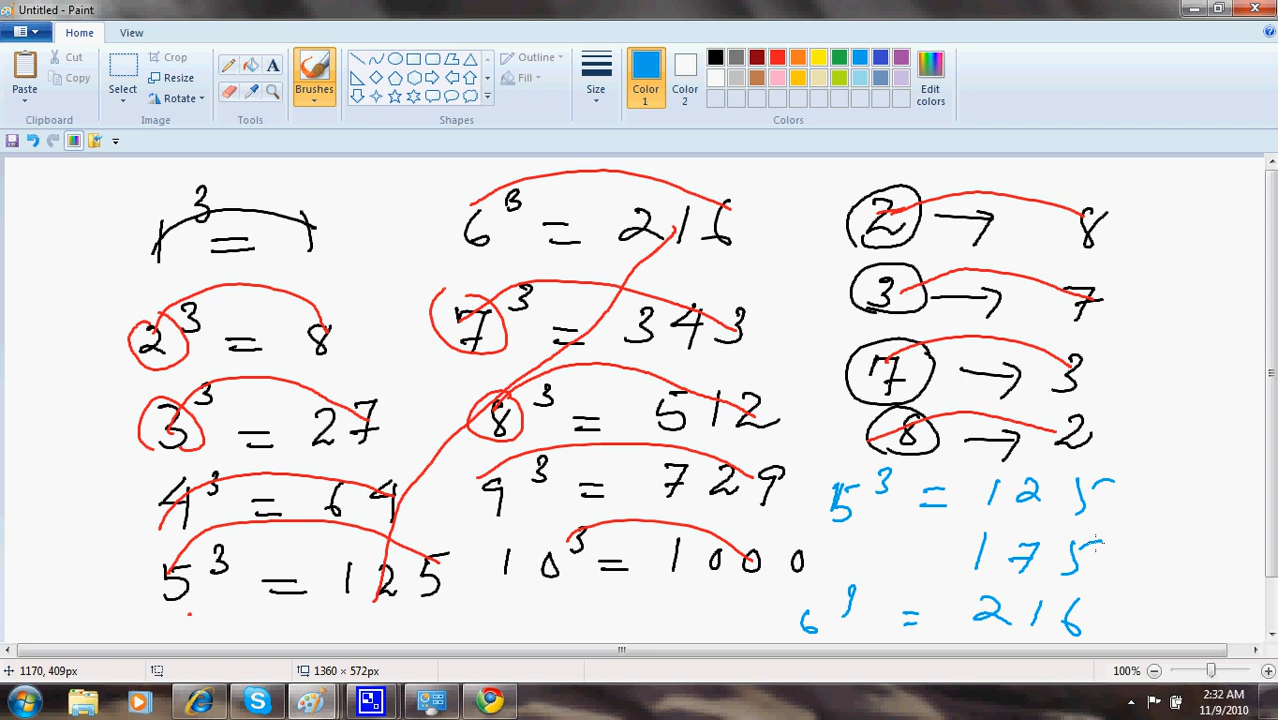 Untitled - Paint
Home View
Paste
Cut
Copy
Clipboard
Select
Crop
Resize
Rotate
Image
Tools
Brushes
Outline
Fill
Shapes
Size
Color 1
Color 2
Edit colors
Colors
1³ = 1
2³ = 8
3³ = 27
4³ = 64
5³ = 125
6³ = 216
7³ = 343
8³ = 512
9³ = 729
10³ = 1000
2 → 8
3 → 7
7 → 3
8 → 2
5³ = 125
175
6³ = 216
1170, 409px
1360 × 572px
100%
2:32 AM
11/9/2010